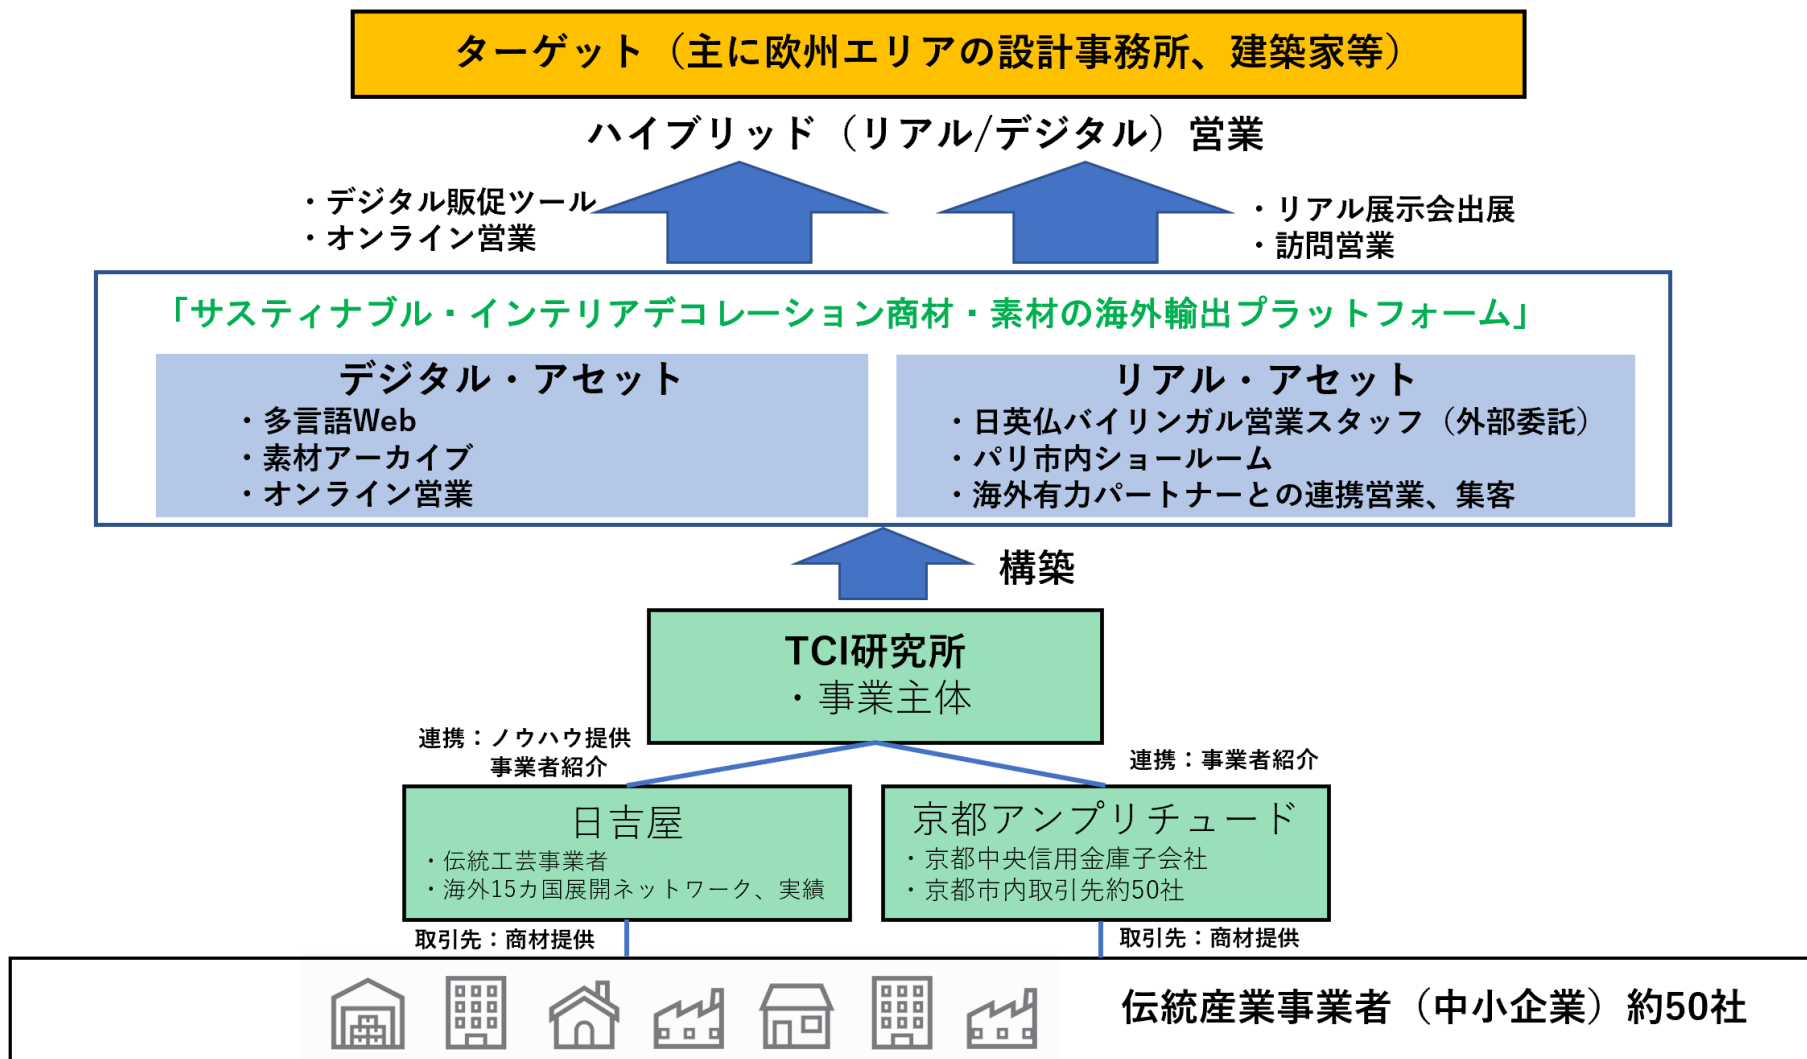 ターゲット（主に欧州エリアの設計事務所、建築家等）
ハイブリッド（リアル/デジタル）営業
・デジタル販促ツール
・オンライン営業
・リアル展示会出展
・訪問営業
「サスティナブル・インテリアデコレーション商材・素材の海外輸出プラットフォーム」
デジタル・アセット
・多言語Web
・素材アーカイブ
・オンライン営業
リアル・アセット
・日英仏バイリンガル営業スタッフ（外部委託）
・パリ市内ショールーム
・海外有力パートナーとの連携営業、集客
構築
TCI研究所
・事業主体
連携：ノウハウ提供
事業者紹介
連携：事業者紹介
日吉屋
・伝統工芸事業者
・海外15カ国展開ネットワーク、実績
京都アンプリチュード
・京都中央信用金庫子会社
・京都市内取引先約50社
取引先：商材提供
取引先：商材提供
伝統産業事業者（中小企業）約50社